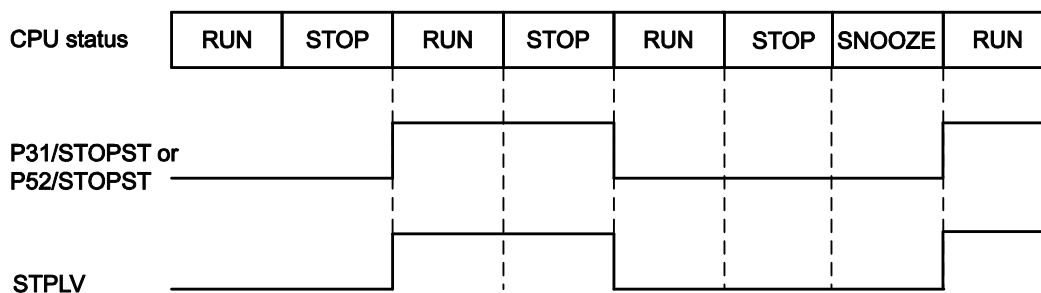 CPU status RUN STOP RUN STOP RUN STOP SNOOZE RUN
P31/STOPST or
P52/STOPST
STPLV